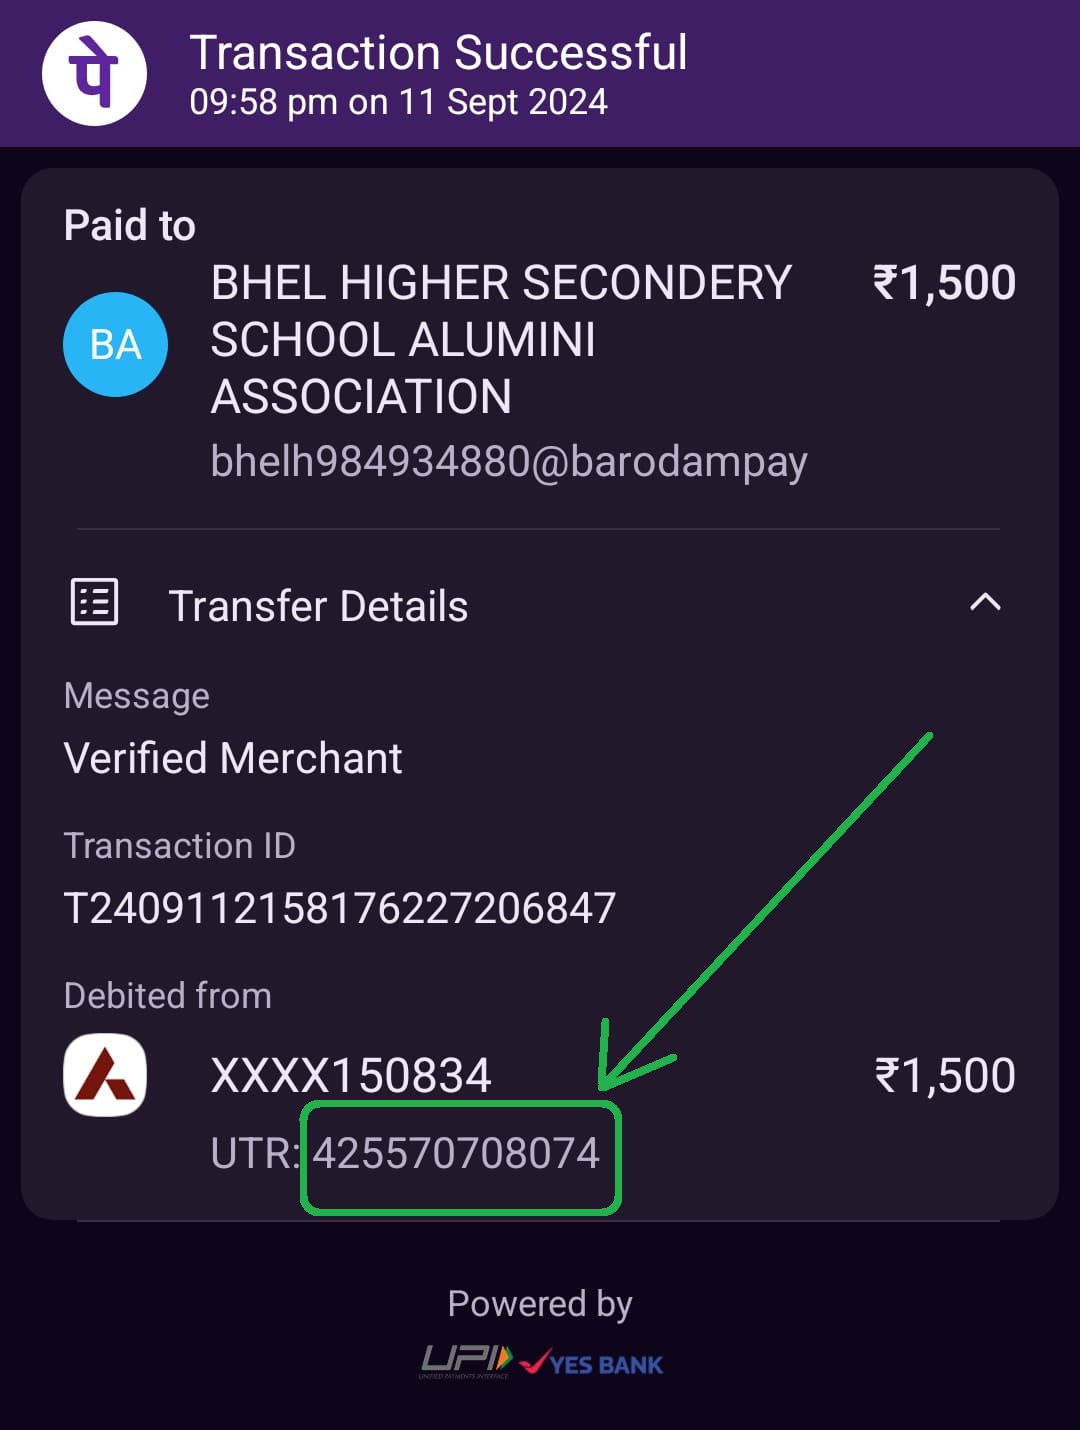 पे
Transaction Successful
09:58 pm on 11 Sept 2024
Paid to
BA
BHEL HIGHER SECONDERY
₹1,500
SCHOOL ALUMINI
ASSOCIATION
bhelh984934880@barodampay
Transfer Details
Message
Verified Merchant
Transaction ID
T2409112158176227206847
Debited from
XXXX150834
₹1,500
UTR: 425570708074
Powered by
UPI YES BANK
UNIFIED PAYMENTS INTERFACE